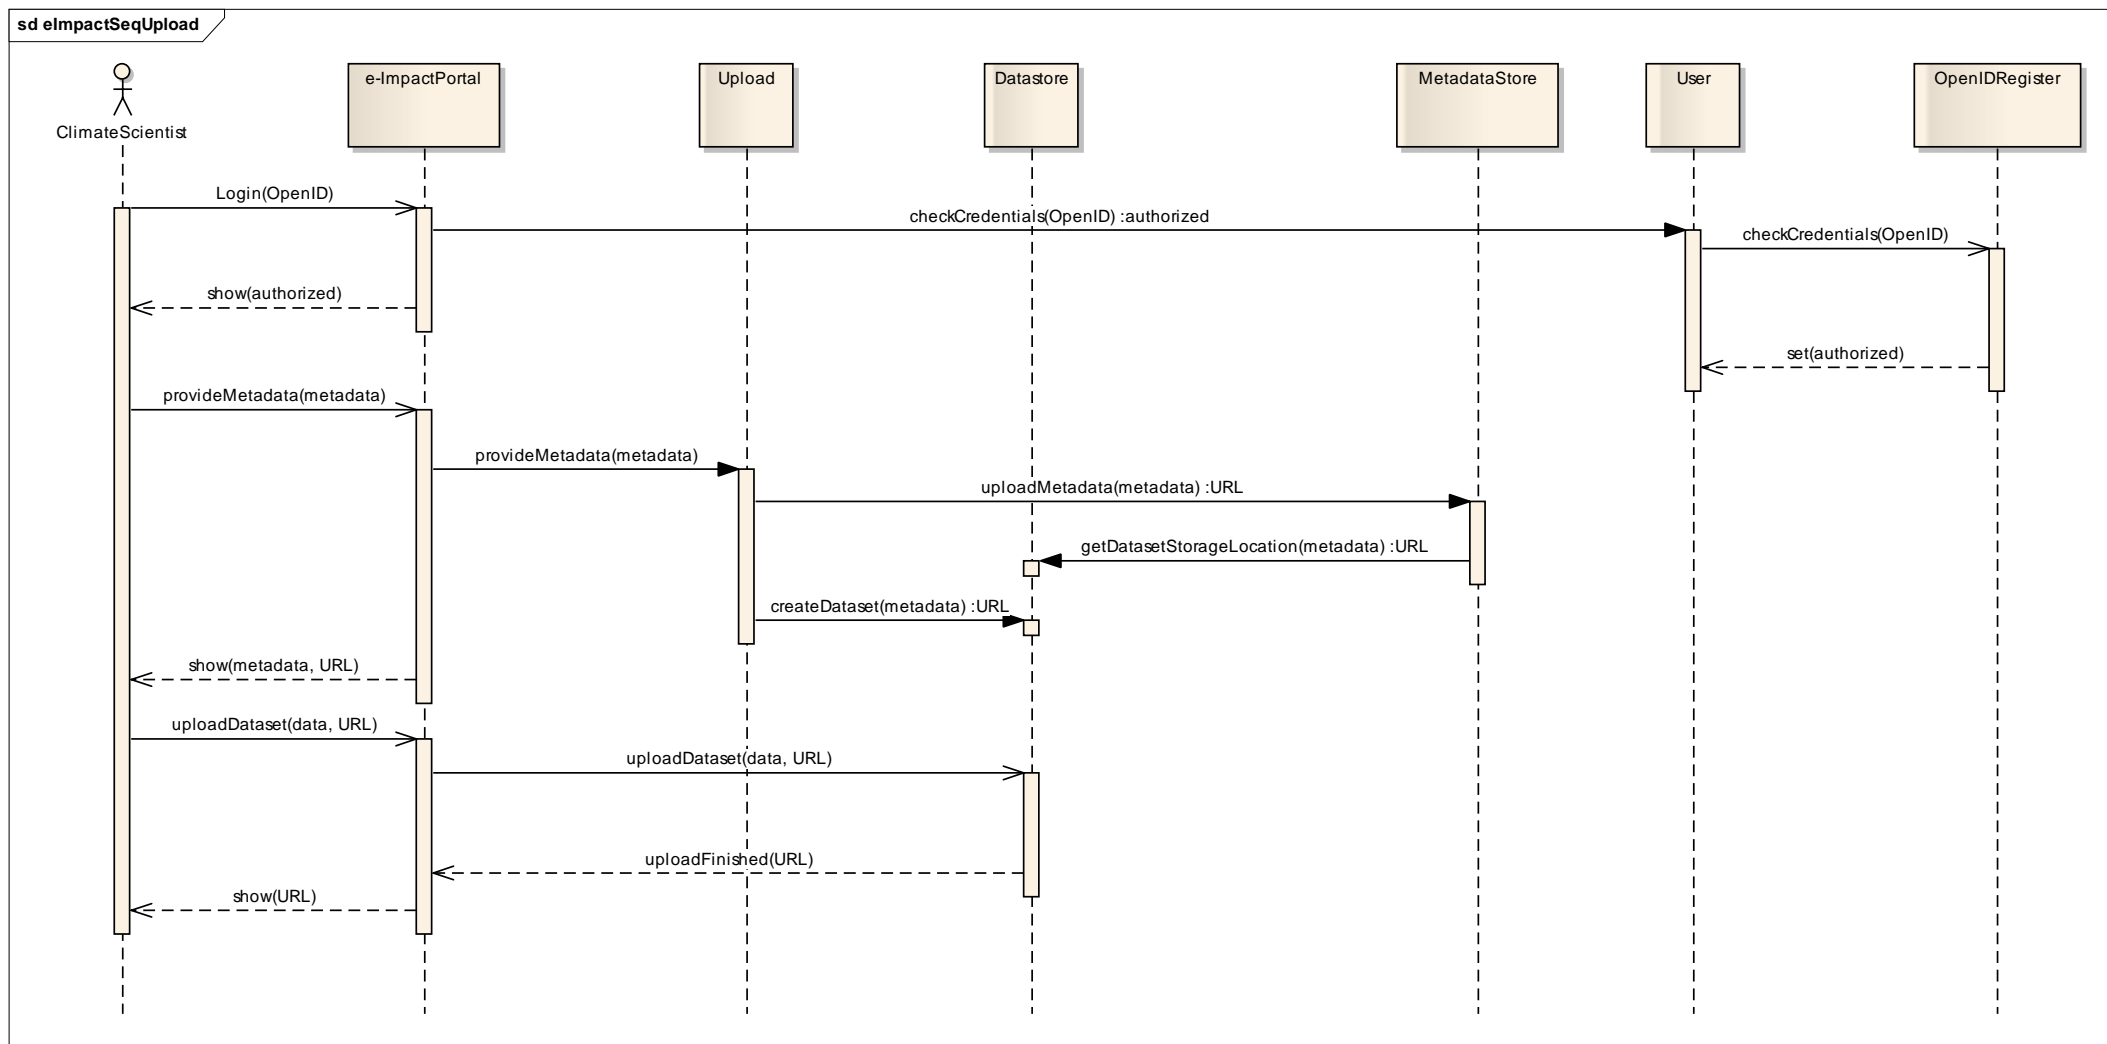 sd eImpactSeqUpload
ClimateScientist
e-ImpactPortal
Upload
Datastore
MetadataStore
User
OpenIDRegister
Login(OpenID)
checkCredentials(OpenID) :authorized
checkCredentials(OpenID)
show(authorized)
set(authorized)
provideMetadata(metadata)
provideMetadata(metadata)
uploadMetadata(metadata) :URL
getDatasetStorageLocation(metadata) :URL
createDataset(metadata) :URL
show(metadata, URL)
uploadDataset(data, URL)
uploadDataset(data, URL)
uploadFinished(URL)
show(URL)